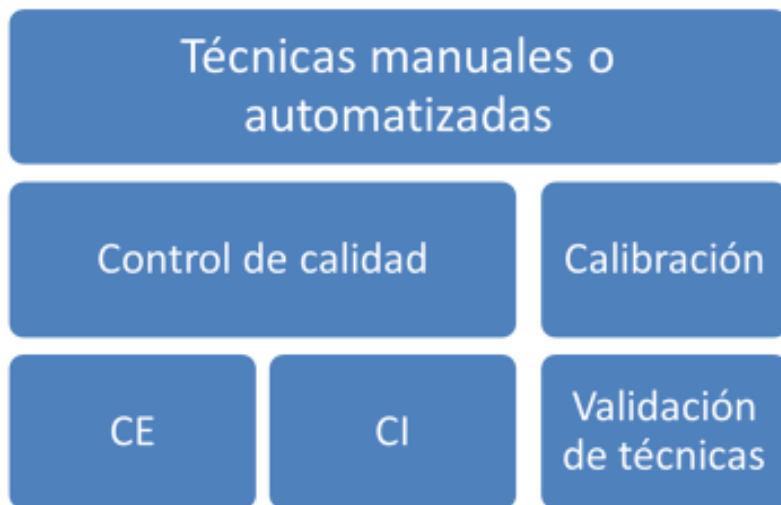 Técnicas manuales o
automatizadas
Control de calidad
Calibración
CE
CI
Validación
de técnicas